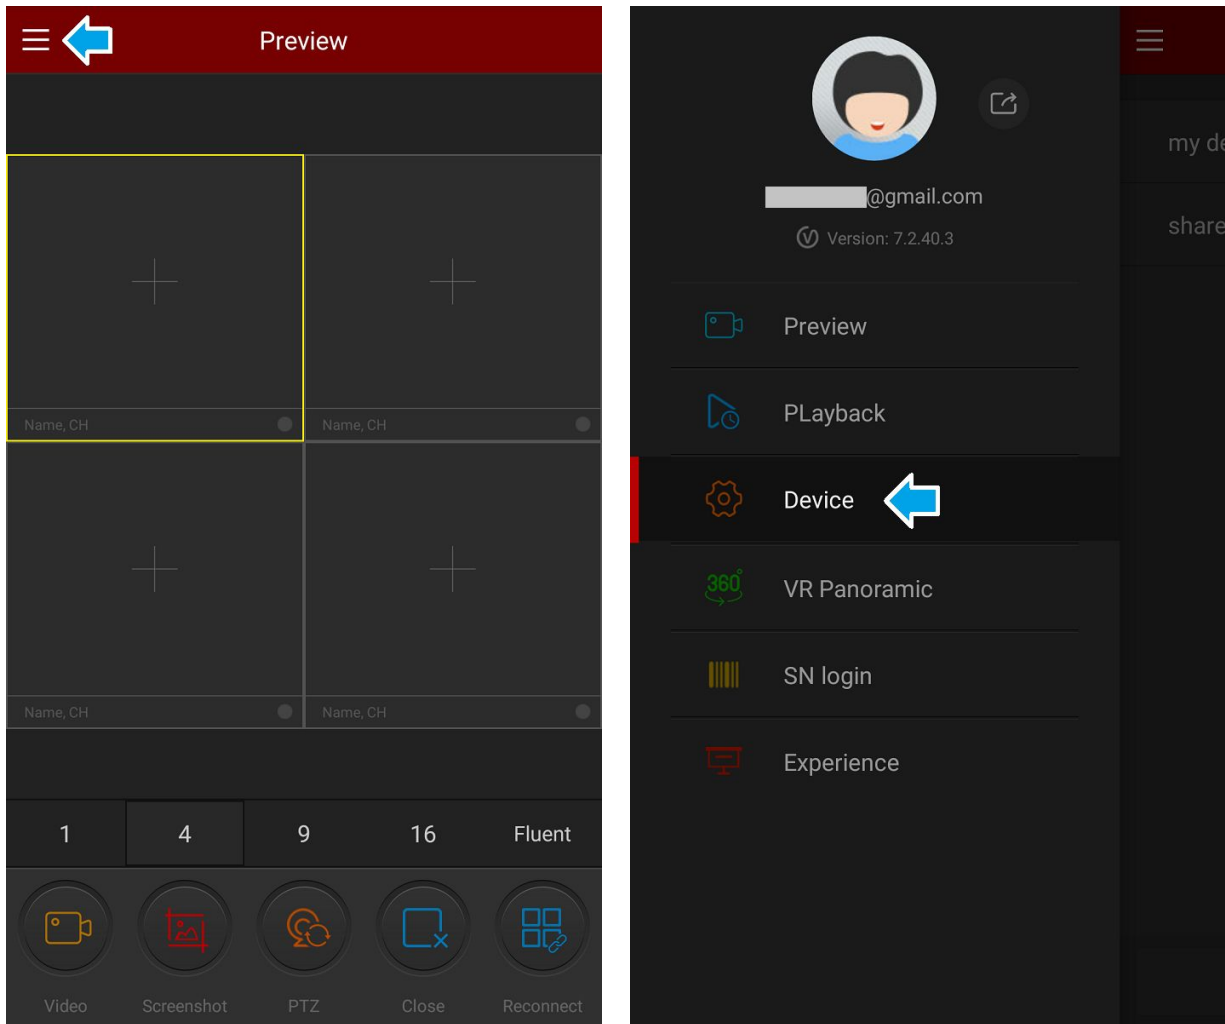 Preview
Name, CH
Name, CH
Name, CH
Name, CH
1 4 9 16 Fluent
Video Screenshot PTZ Close Reconnect
@gmail.com
Version: 7.2.40.3
Preview
PLayback
Device
360° VR Panoramic
SN login
Experience
my de
share